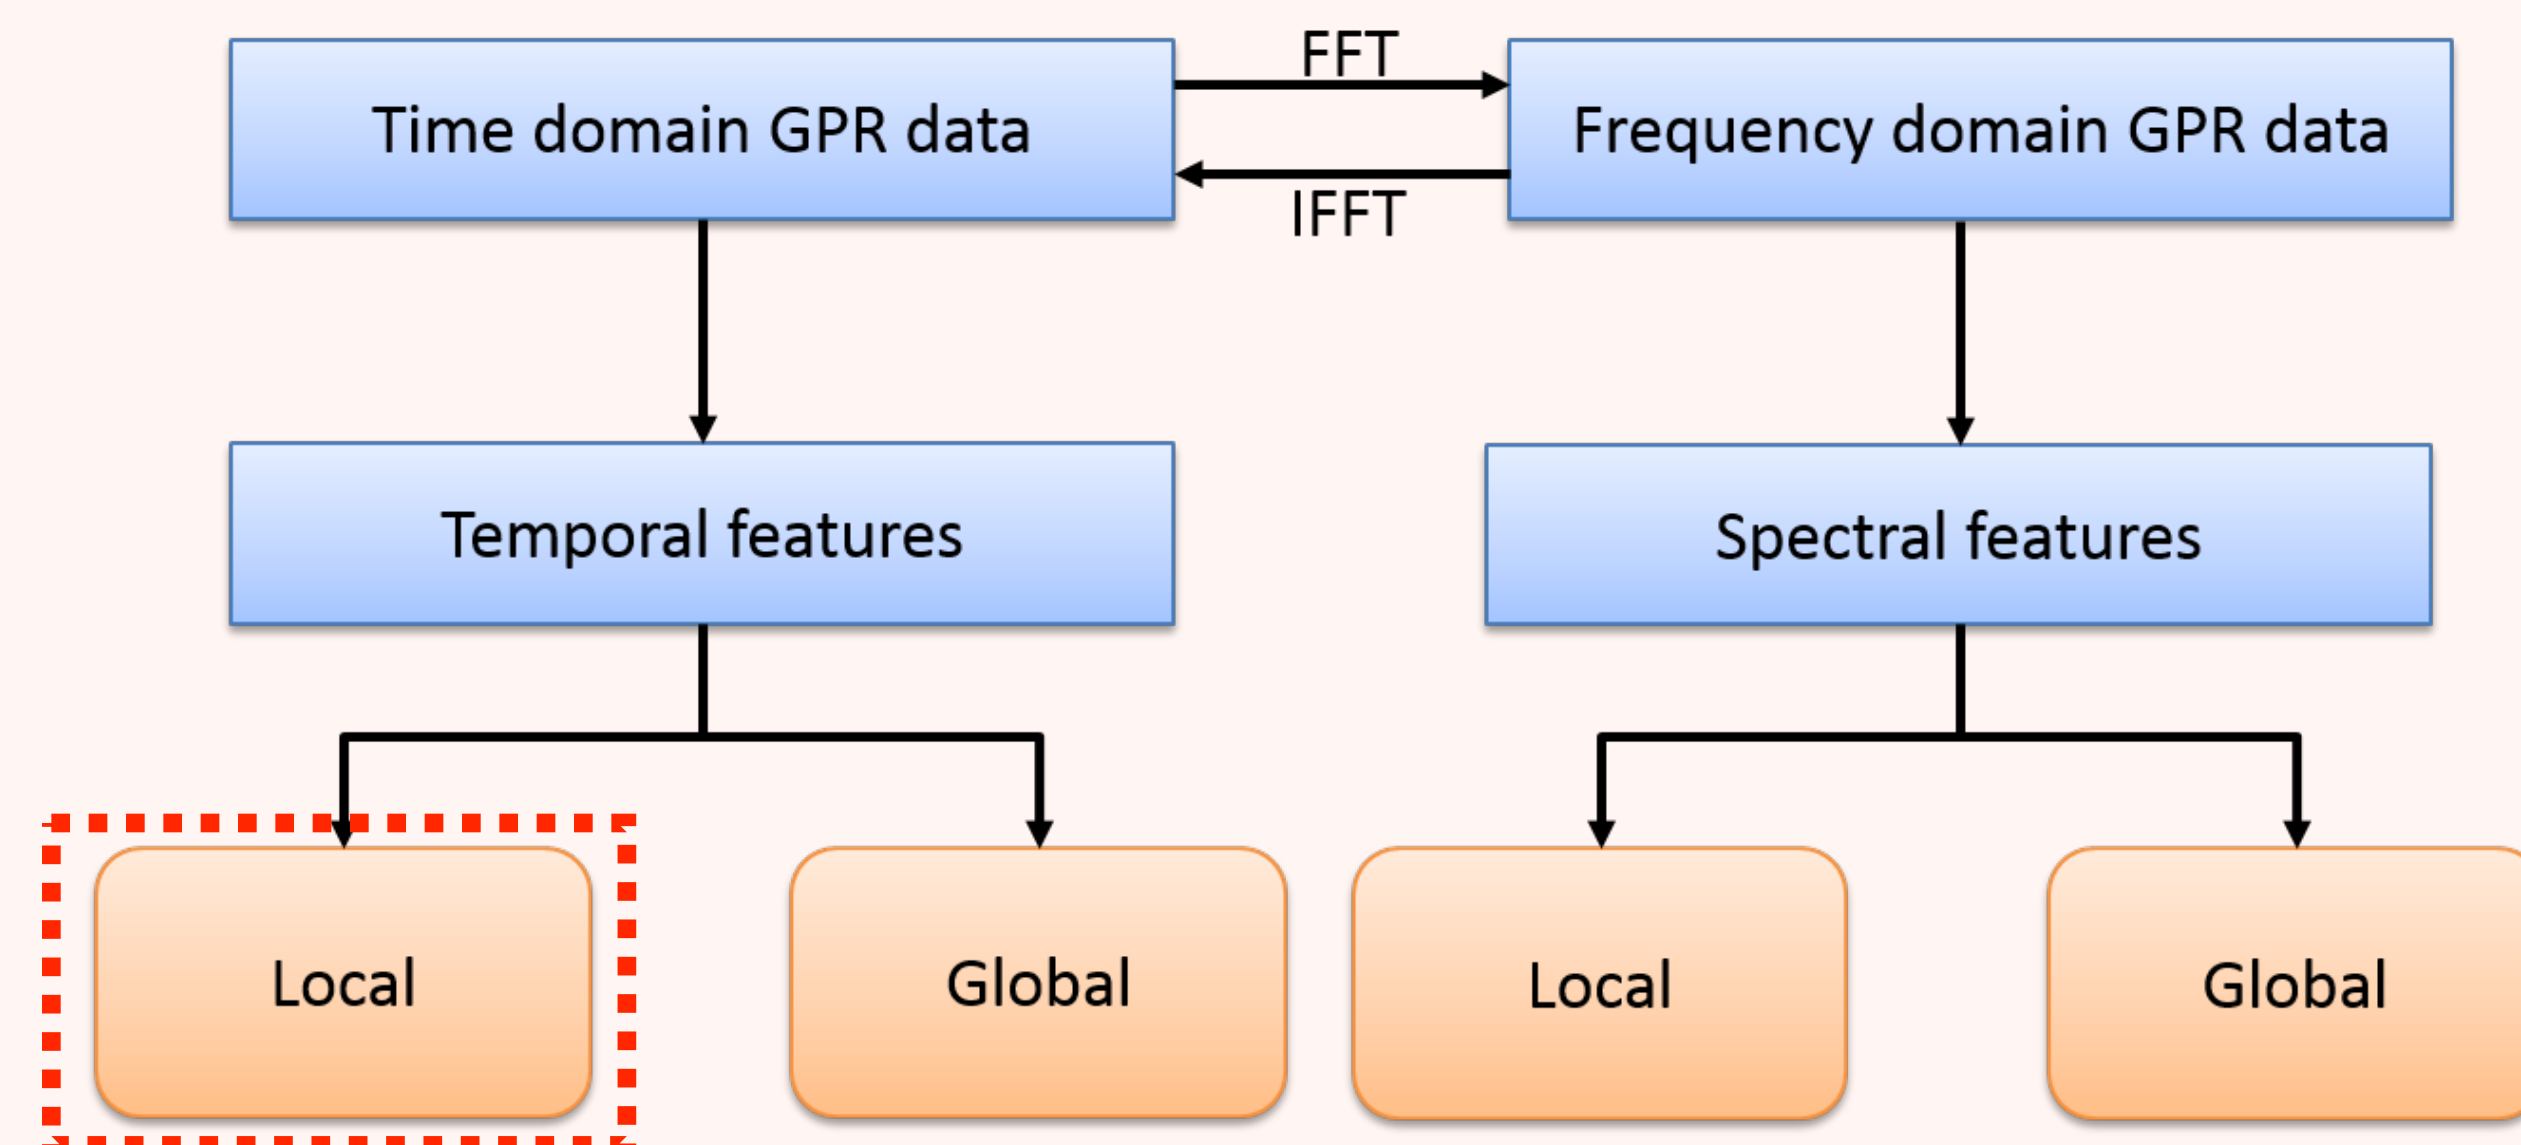 FFT
Time domain GPR data
Frequency domain GPR data
IFFT
Temporal features
Spectral features
Local
Global
Local
Global